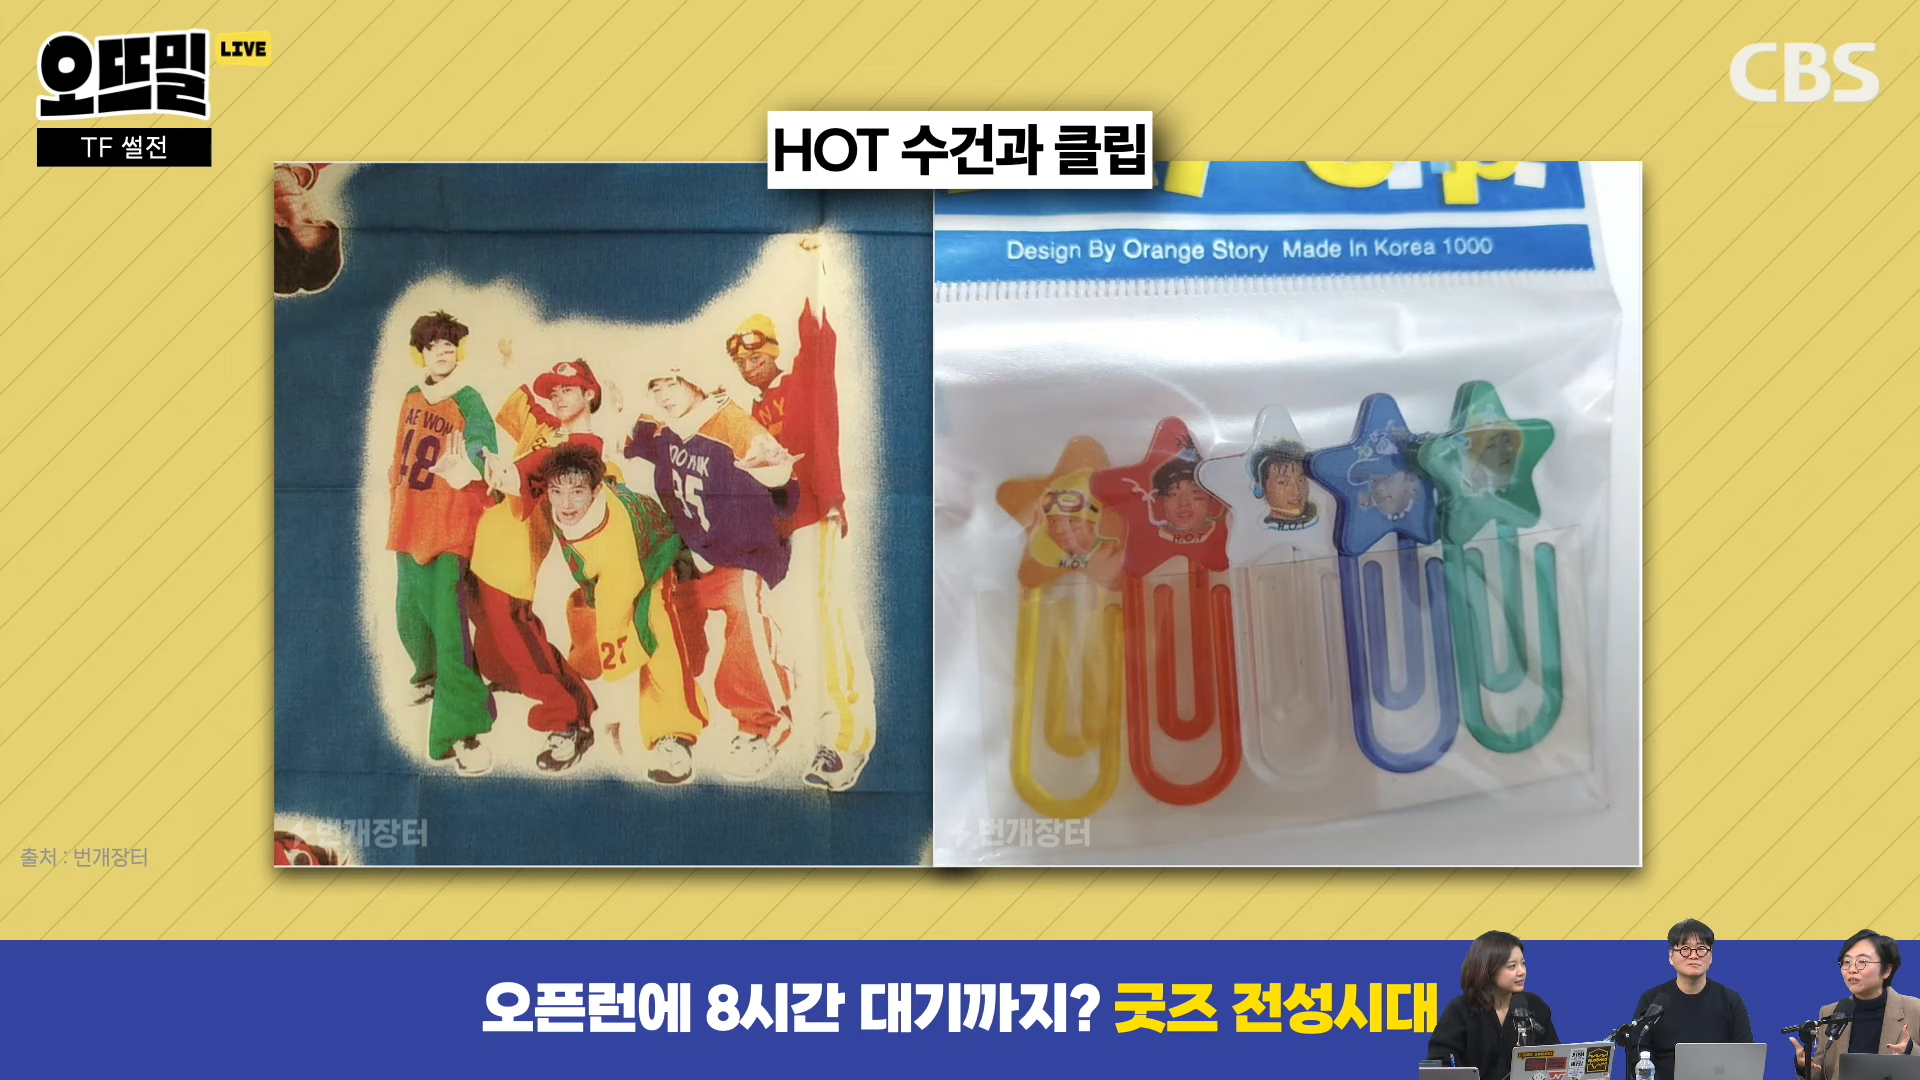 오뜨밀
LIVE
TF 썰전
CBS
HOT 수건과 클립
Design By Orange Story Made In Korea 1000
AE WON
48
27
35
NY
H.O.T
H.O.T
H.O.T
번개장터
번개장터
출처 : 번개장터
오픈런에 8시간 대기까지? 굿즈 전성시대